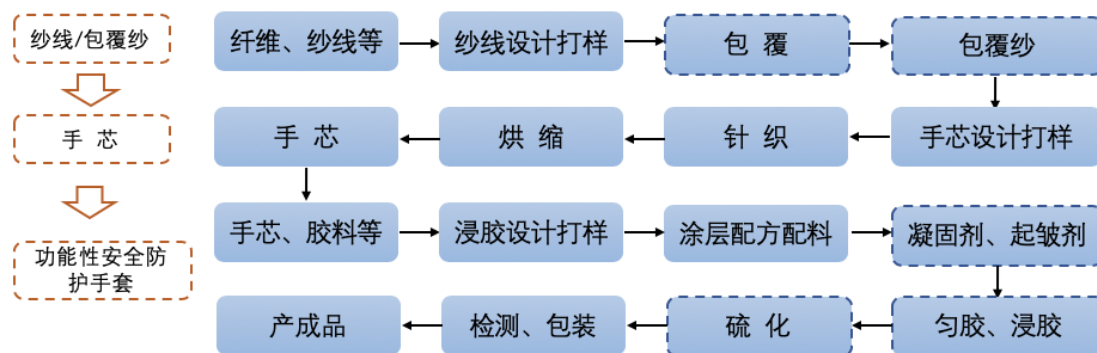 纱线/包覆纱
纤维、纱线等
纱线设计打样
包 覆
包覆纱
手 芯
手 芯
烘 缩
针 织
手芯设计打样
功能性安全防
护手套
手芯、胶料等
浸胶设计打样
涂层配方配料
凝固剂、起皱剂
产成品
检测、包装
硫 化
匀胶、浸胶